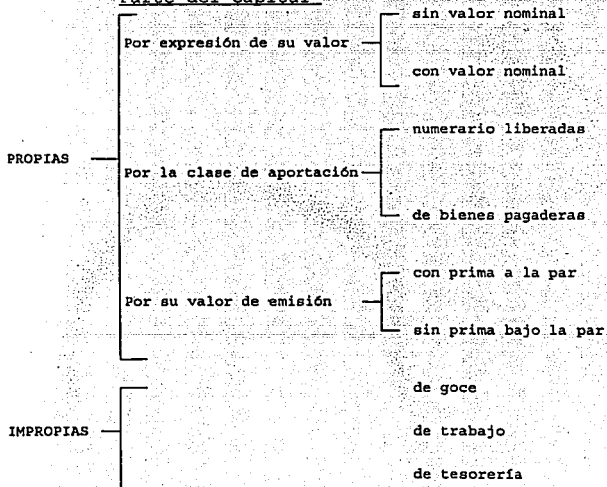 Parte del Capital
sin valor nominal
Por expresión de su valor
con valor nominal
numerario liberadas
PROPIAS
Por la clase de aportación
de bienes pagaderas
con prima a la par
Por su valor de emisión
sin prima bajo la par
de goce
IMPROPIAS
de trabajo
de tesorería